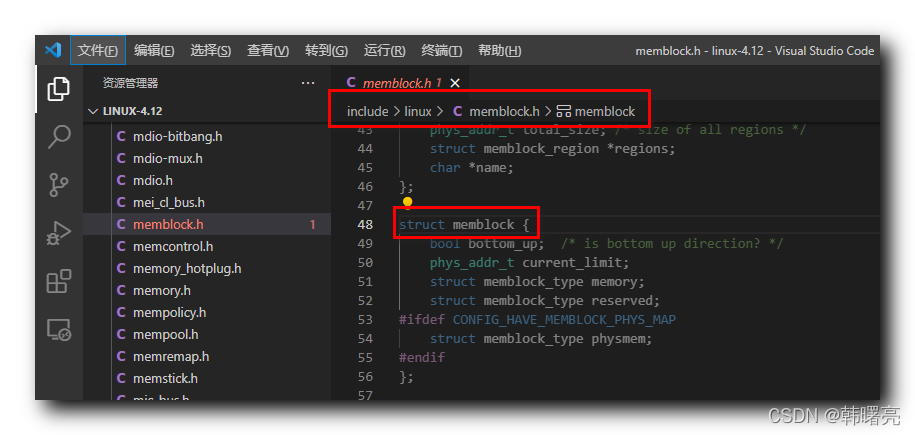 文件(F) 编辑(E) 选择(S) 查看(V) 转到(G) 运行(R) 终端(T) 帮助(H) memblock.h - linux-4.12 - Visual Studio Code
资源管理器 ···
LINUX-4.12
C mdio-bitbang.h
C mdio-mux.h
C mdio.h
C mei_cl_bus.h
C memblock.h 1
C memcontrol.h
C memory_hotplug.h
C memory.h
C mempolicy.h
C mempool.h
C memremap.h
C memstick.h
C mic_bus.h
C memblock.h 1 ×
include > linux > C memblock.h > memblock
43 phys_addr_t total_size; /* size of all regions */
44 struct memblock_region *regions;
45 char *name;
46 };
47
48 struct memblock {
49 bool bottom_up; /* is bottom up direction? */
50 phys_addr_t current_limit;
51 struct memblock_type memory;
52 struct memblock_type reserved;
53 #ifdef CONFIG_HAVE_MEMBLOCK_PHYS_MAP
54 struct memblock_type physmem;
55 #endif
56 };
57
CSDN @韩曙亮